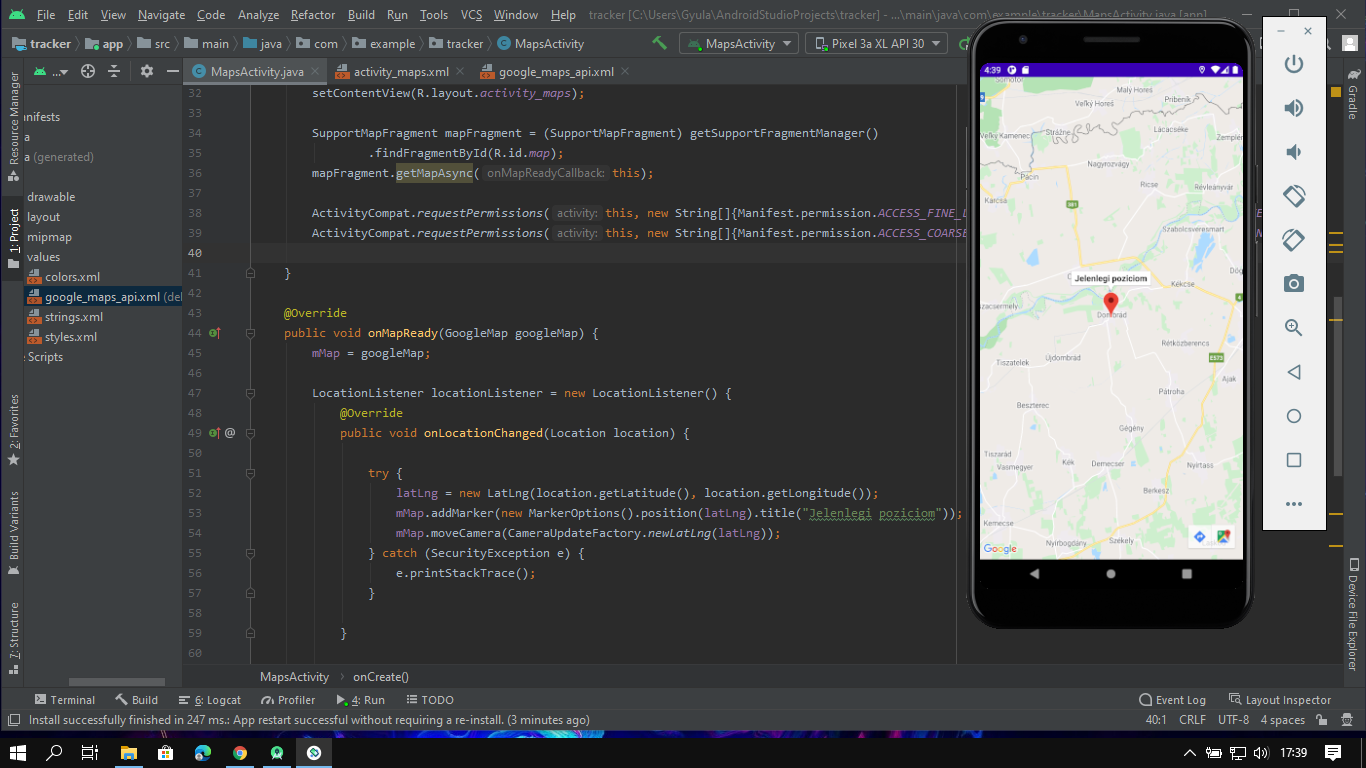 File Edit View Navigate Code Analyze Refactor Build Run Tools VCS Window Help tracker [C:\Users\Gyula\AndroidStudioProjects\tracker] - ...\main\java\com\example\tracker\MapsActivity.java [app]
tracker app src main java com example tracker MapsActivity MapsActivity Pixel 3a XL API 30
MapsActivity.java activity_maps.xml google_maps_api.xml
Resource Manager
1: Project
2: Favorites
Build Variants
7: Structure
nifests
a
a (generated)
drawable
layout
mipmap
values
colors.xml
google_maps_api.xml (del
strings.xml
styles.xml
Scripts
32 setContentView(R.layout.activity_maps);
33
34 SupportMapFragment mapFragment = (SupportMapFragment) getSupportFragmentManager()
35 .findFragmentById(R.id.map);
36 mapFragment.getMapAsync( onMapReadyCallback: this);
37
38 ActivityCompat.requestPermissions( activity: this, new String[]{Manifest.permission.ACCESS_FINE_L
39 ActivityCompat.requestPermissions( activity: this, new String[]{Manifest.permission.ACCESS_COARSE
40
41 }
42
43 @Override
44 public void onMapReady(GoogleMap googleMap) {
45 mMap = googleMap;
46
47 LocationListener locationListener = new LocationListener() {
48 @Override
49 @ public void onLocationChanged(Location location) {
50
51 try {
52 latLng = new LatLng(location.getLatitude(), location.getLongitude());
53 mMap.addMarker(new MarkerOptions().position(latLng).title("Jelenlegi poziciom"));
54 mMap.moveCamera(CameraUpdateFactory.newLatLng(latLng));
55 } catch (SecurityException e) {
56 e.printStackTrace();
57 }
58
59 }
60
MapsActivity onCreate()
4:39
Somotor
Veľký Horeš
Malý Horeš
Pribeník
Veľký Kamenec
Strážne
Lácacséke
Zemplén
Nagyrozvágy
Pácin
Ricse
Révleányvár
381
Szabolcsveresmart
Jelenlegi poziciom
Kékcse
Döge
4
szacsermely
Dombrád
Rétközberencs
Tiszatelek
Újdombrád
E573
Ajak
Pátroha
Beszterec
Gégény
Tiszarád
Vasmegyer
Kék
Demecser
Nyírtass
Berkesz
Kemecse
Nyírbogdány
Székely
Google
Gradle
Device File Explorer
Terminal Build 6: Logcat Profiler 4: Run TODO Event Log Layout Inspector
Install successfully finished in 247 ms.: App restart successful without requiring a re-install. (3 minutes ago) 40:1 CRLF UTF-8 4 spaces
17:39